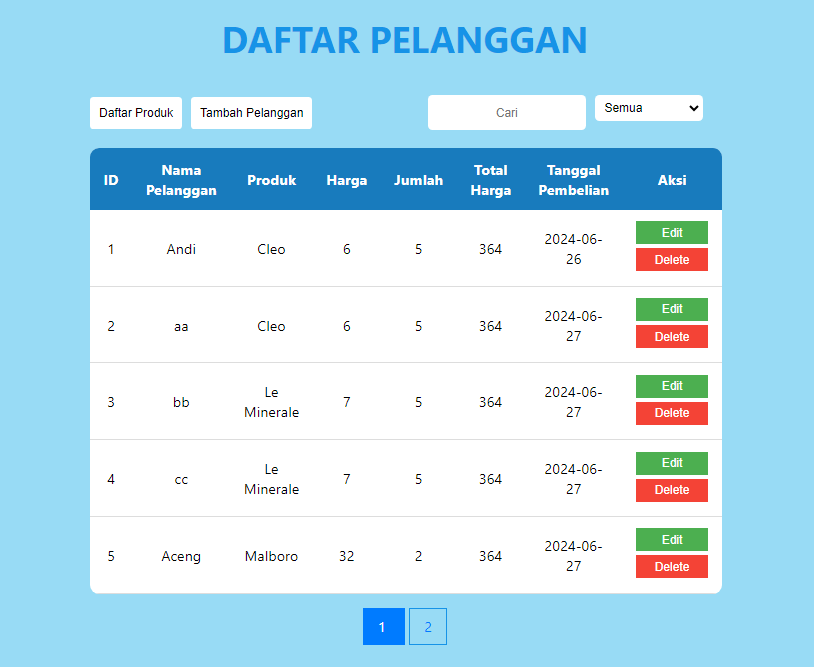 DAFTAR PELANGGAN
Daftar Produk Tambah Pelanggan Cari Semua
ID Nama Pelanggan Produk Harga Jumlah Total Harga Tanggal Pembelian Aksi
1 Andi Cleo 6 5 364 2024-06-26 Edit Delete
2 aa Cleo 6 5 364 2024-06-27 Edit Delete
3 bb Le Minerale 7 5 364 2024-06-27 Edit Delete
4 cc Le Minerale 7 5 364 2024-06-27 Edit Delete
5 Aceng Malboro 32 2 364 2024-06-27 Edit Delete
1 2